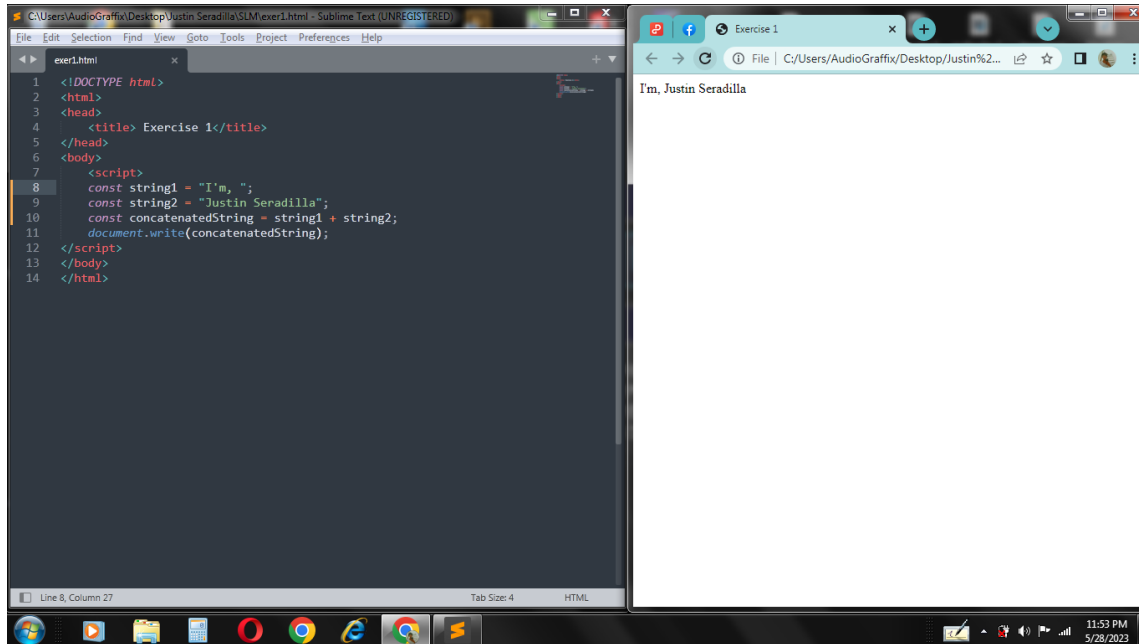 C:\Users\AudioGraffix\Desktop\Justin Seradilla\SLM\exer1.html - Sublime Text (UNREGISTERED)
File Edit Selection Find View Goto Tools Project Preferences Help
exer1.html
1 <!DOCTYPE html>
2 <html>
3 <head>
4 <title> Exercise 1</title>
5 </head>
6 <body>
7 <script>
8 const string1 = "I'm, ";
9 const string2 = "Justin Seradilla";
10 const concatenatedString = string1 + string2;
11 document.write(concatenatedString);
12 </script>
13 </body>
14 </html>
Line 8, Column 27 Tab Size: 4 HTML
Exercise 1
File C:/Users/AudioGraffix/Desktop/Justin%2...
I'm, Justin Seradilla
11:53 PM
5/28/2023